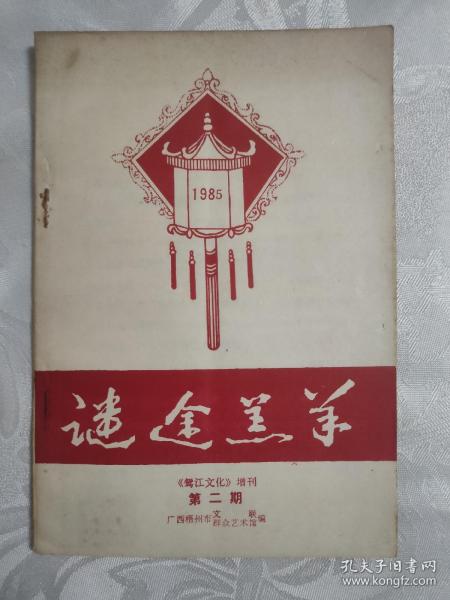 1985
谜途羔羊
《鸳江文化》增刊
第二期
广西梧州市文联群众艺术馆编
孔夫子旧书网
www.kongfz.com